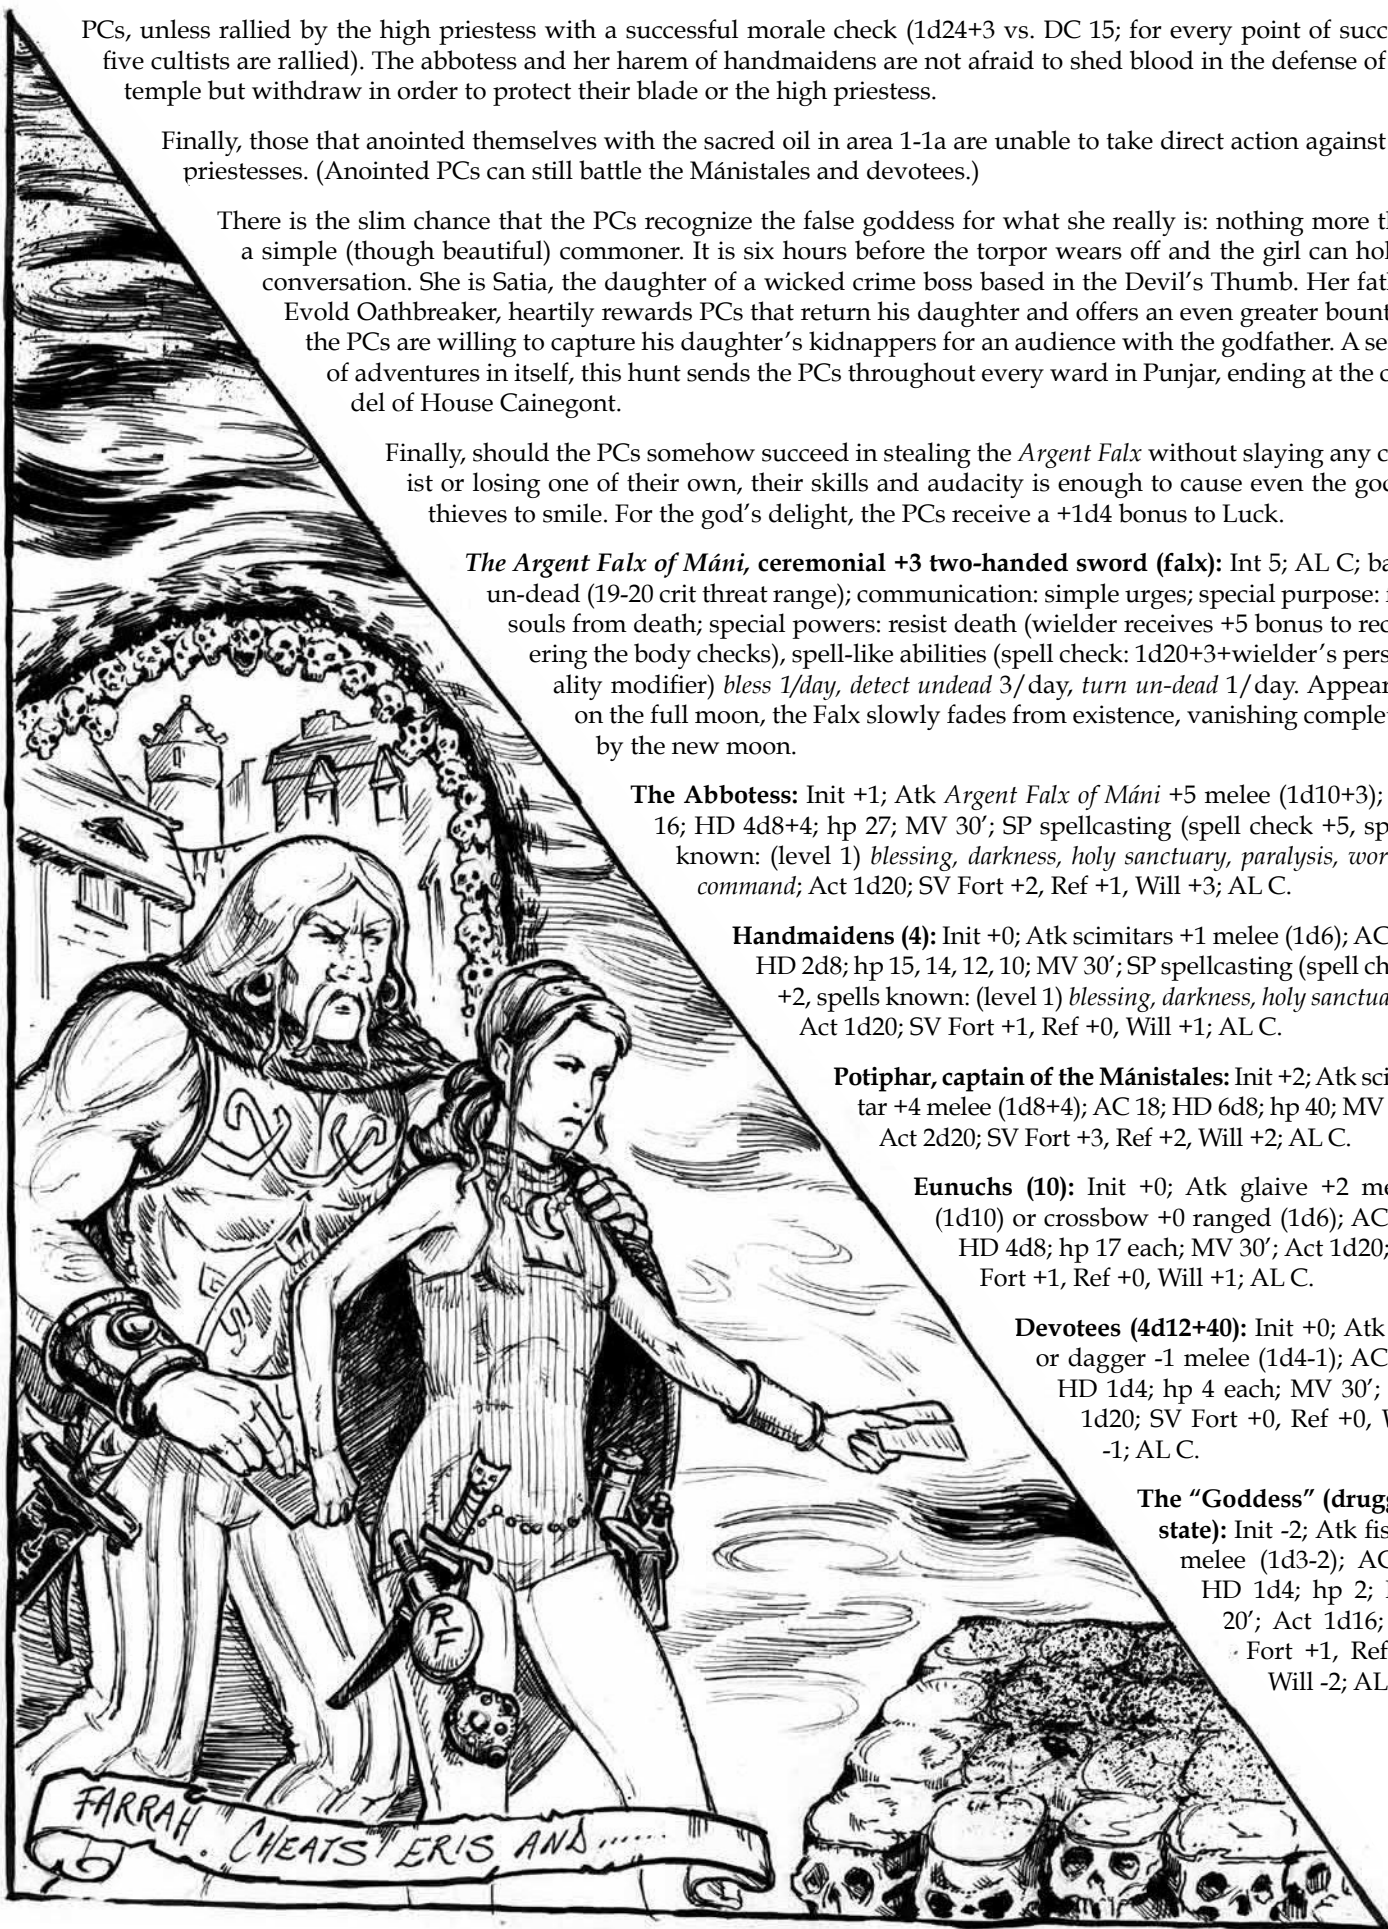 PCs, unless rallied by the high priestess with a successful morale check (1d24+3 vs. DC 15; for every point of succ
five cultists are rallied). The abbotess and her harem of handmaidens are not afraid to shed blood in the defense of
temple but withdraw in order to protect their blade or the high priestess.
Finally, those that anointed themselves with the sacred oil in area 1-1a are unable to take direct action against
priestesses. (Anointed PCs can still battle the Mánistales and devotees.)
There is the slim chance that the PCs recognize the false goddess for what she really is: nothing more th
a simple (though beautiful) commoner. It is six hours before the torpor wears off and the girl can hol
conversation. She is Satia, the daughter of a wicked crime boss based in the Devil’s Thumb. Her fath
Evold Oathbreaker, heartily rewards PCs that return his daughter and offers an even greater bount
the PCs are willing to capture his daughter’s kidnappers for an audience with the godfather. A se
of adventures in itself, this hunt sends the PCs throughout every ward in Punjar, ending at the c
del of House Cainegont.
Finally, should the PCs somehow succeed in stealing the Argent Falx without slaying any c
ist or losing one of their own, their skills and audacity is enough to cause even the go
thieves to smile. For the god’s delight, the PCs receive a +1d4 bonus to Luck.
The Argent Falx of Máni, ceremonial +3 two-handed sword (falx): Int 5; AL C; ba
un-dead (19-20 crit threat range); communication: simple urges; special purpose:
souls from death; special powers: resist death (wielder receives +5 bonus to rec
ering the body checks), spell-like abilities (spell check: 1d20+3+wielder’s pers
ality modifier) bless 1/day, detect undead 3/day, turn un-dead 1/day. Appear
on the full moon, the Falx slowly fades from existence, vanishing comple
by the new moon.
The Abbotess: Init +1; Atk Argent Falx of Máni +5 melee (1d10+3);
16; HD 4d8+4; hp 27; MV 30’; SP spellcasting (spell check +5, sp
known: (level 1) blessing, darkness, holy sanctuary, paralysis, wor
command; Act 1d20; SV Fort +2, Ref +1, Will +3; AL C.
Handmaidens (4): Init +0; Atk scimitars +1 melee (1d6); AC
HD 2d8; hp 15, 14, 12, 10; MV 30’; SP spellcasting (spell ch
+2, spells known: (level 1) blessing, darkness, holy sanctua
Act 1d20; SV Fort +1, Ref +0, Will +1; AL C.
Potiphar, captain of the Mánistales: Init +2; Atk sci
tar +4 melee (1d8+4); AC 18; HD 6d8; hp 40; MV
Act 2d20; SV Fort +3, Ref +2, Will +2; AL C.
Eunuchs (10): Init +0; Atk glaive +2 me
(1d10) or crossbow +0 ranged (1d6); AC
HD 4d8; hp 17 each; MV 30’; Act 1d20;
Fort +1, Ref +0, Will +1; AL C.
Devotees (4d12+40): Init +0; Atk
or dagger -1 melee (1d4-1); AC
HD 1d4; hp 4 each; MV 30’;
1d20; SV Fort +0, Ref +0,
-1; AL C.
The “Goddess” (drugg
state): Init -2; Atk fis
melee (1d3-2); AC
HD 1d4; hp 2;
20’; Act 1d16;
Fort +1, Ref
Will -2; AL
RF
FARRAH CHEATS ERIS AND......